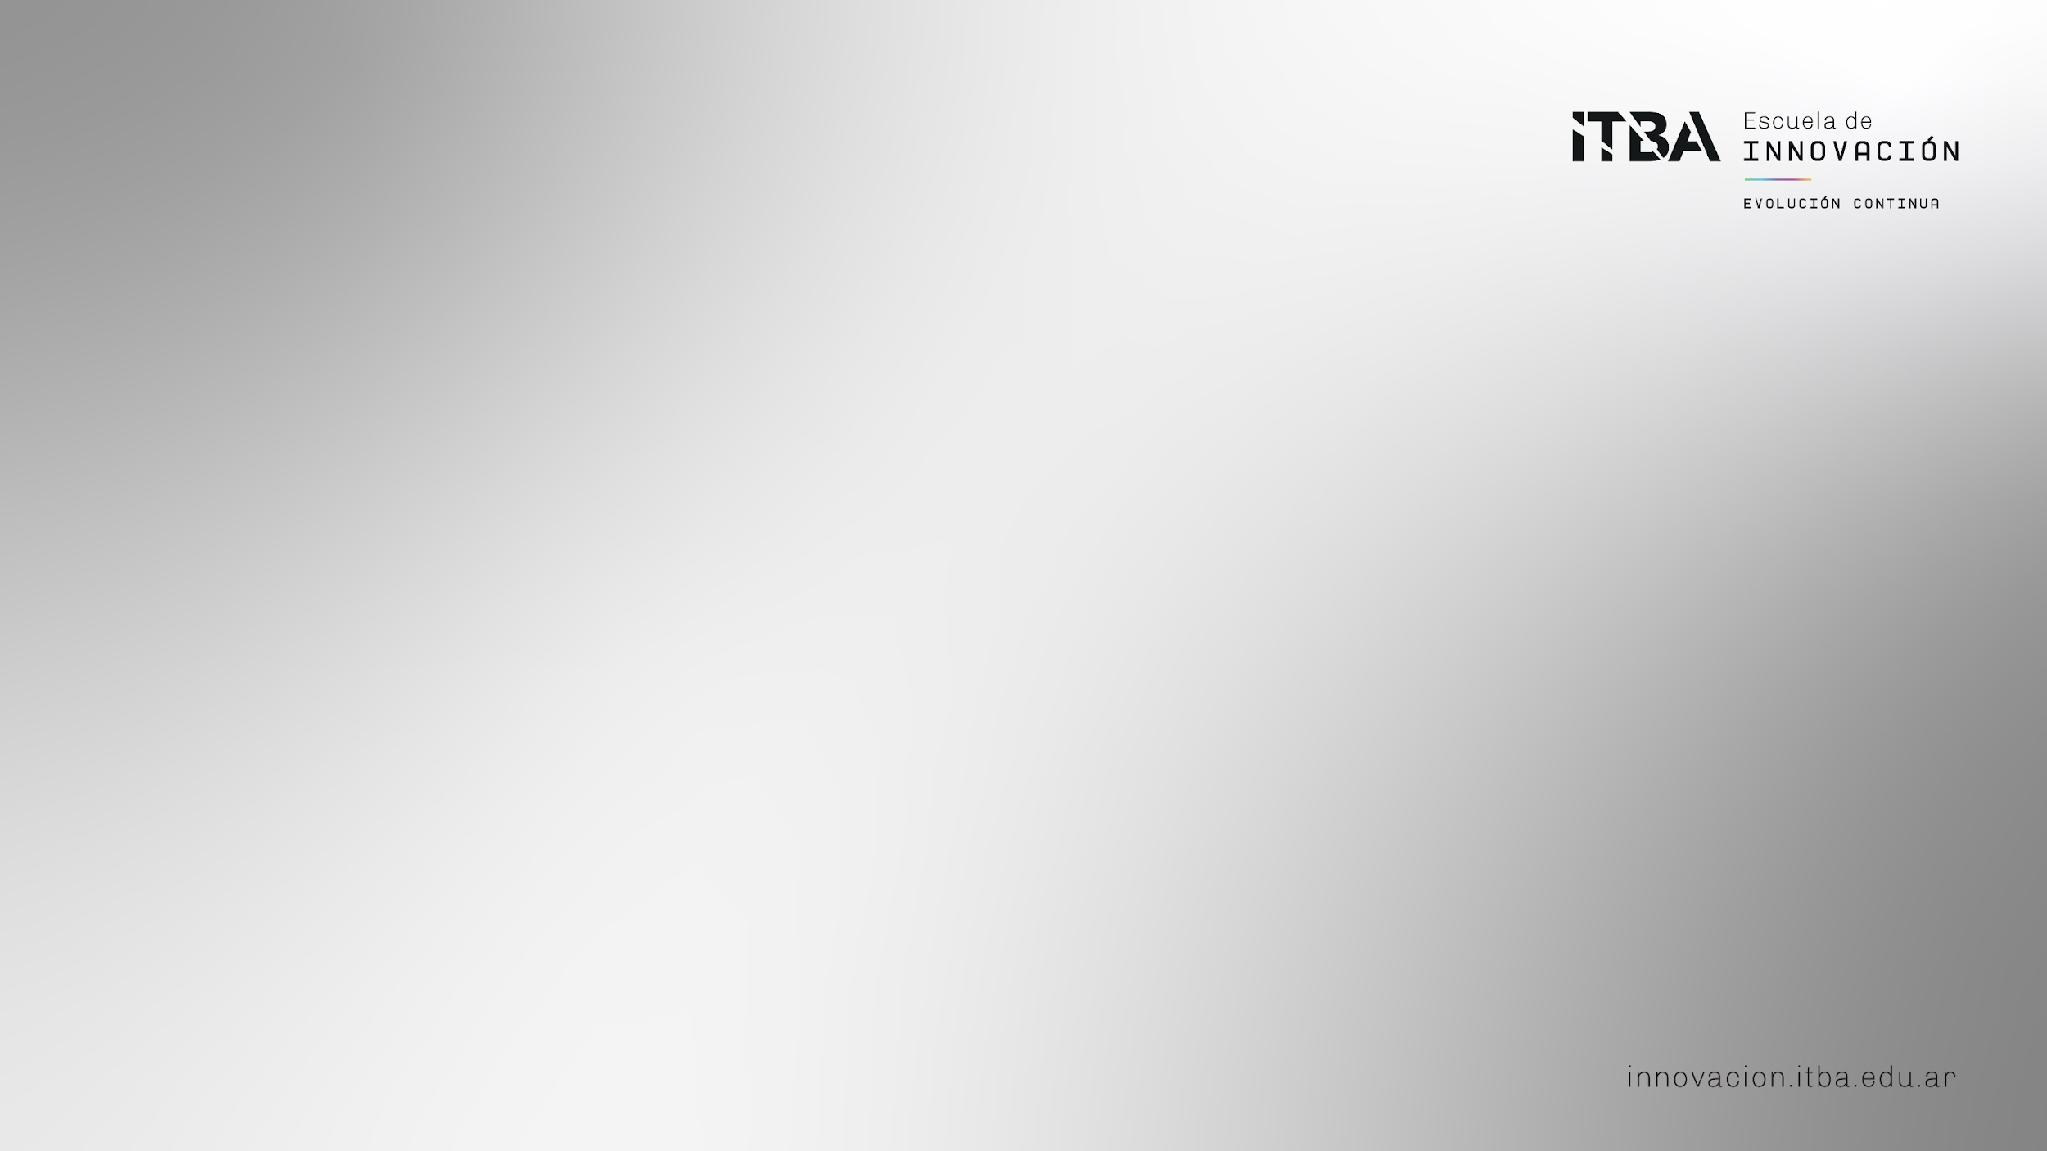 ITBA
Escuela de
INNOVACIÓN
EVOLUCIÓN CONTINUA
innovacion.itba.edu.ar